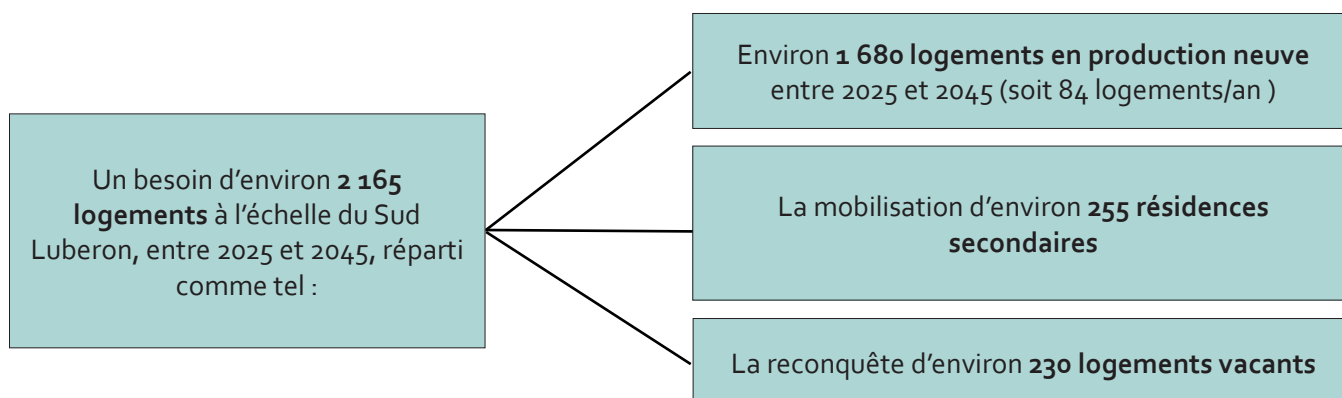 Un besoin d'environ 2 165
logements à l'échelle du Sud
Luberon, entre 2025 et 2045, réparti
comme tel :
Environ 1 680 logements en production neuve
entre 2025 et 2045 (soit 84 logements/an )
La mobilisation d'environ 255 résidences
secondaires
La reconquête d'environ 230 logements vacants